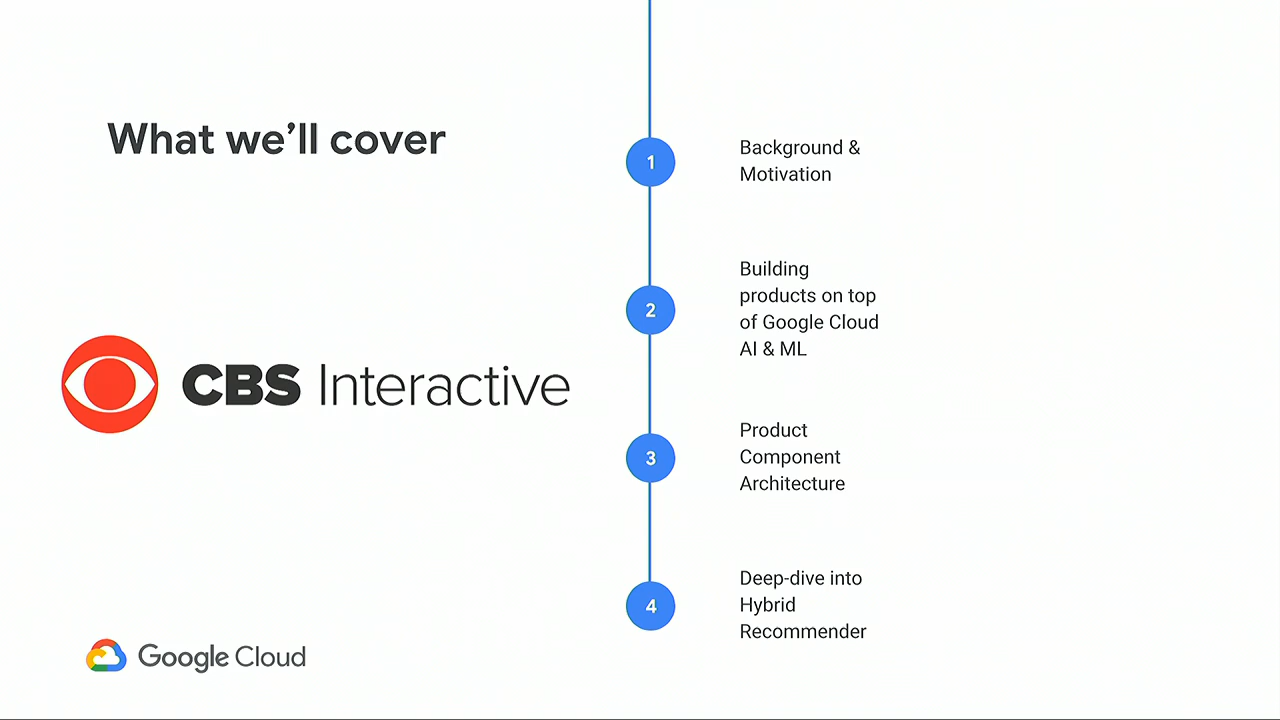 What we’ll cover
1
Background &
Motivation
2
Building
products on top
of Google Cloud
AI & ML
CBS Interactive
3
Product
Component
Architecture
4
Deep-dive into
Hybrid
Recommender
Google Cloud